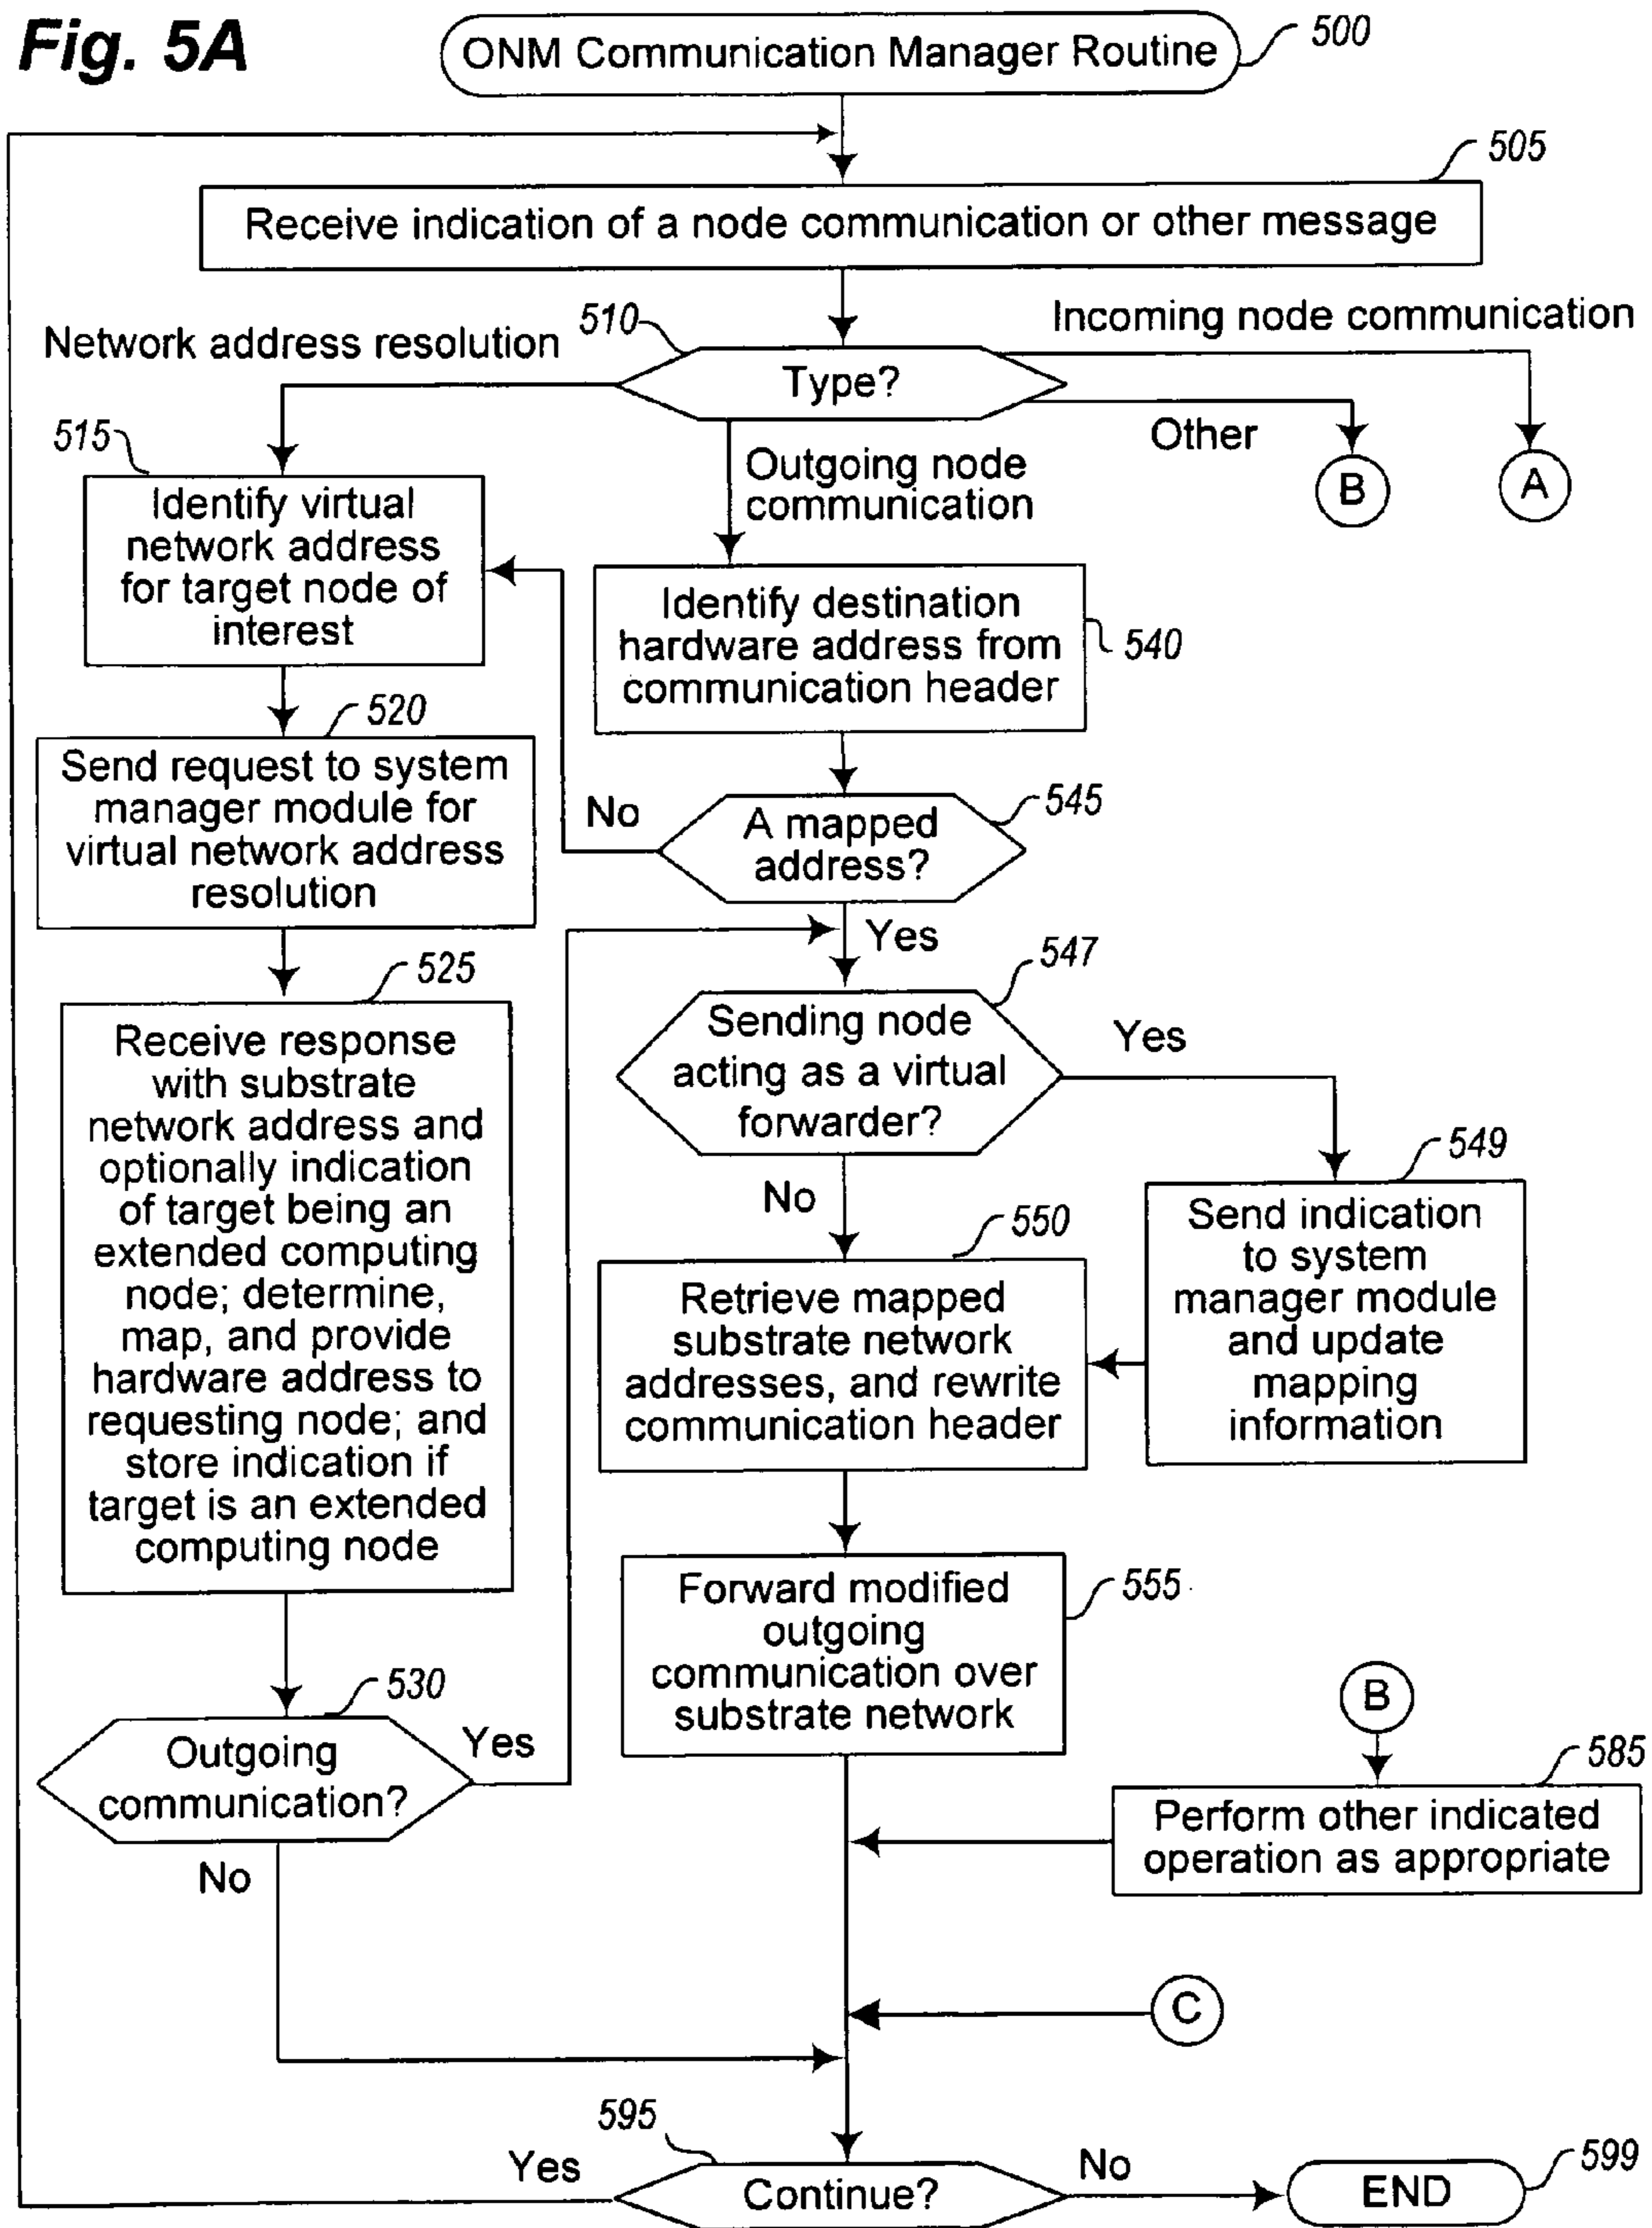 Fig. 5A
ONM Communication Manager Routine
500
505
Receive indication of a node communication or other message
Network address resolution
510
Incoming node communication
Type?
Other
B
A
515
Identify virtual
network address
for target node of
interest
Outgoing node
communication
Identify destination
hardware address from
communication header
540
520
Send request to system
manager module for
virtual network address
resolution
No
A mapped
address?
545
Yes
525
Receive response
with substrate
network address and
optionally indication
of target being an
extended computing
node; determine,
map, and provide
hardware address to
requesting node; and
store indication if
target is an extended
computing node
547
Sending node
acting as a virtual
forwarder?
Yes
No
549
Send indication
to system
manager module
and update
mapping
information
550
Retrieve mapped
substrate network
addresses, and rewrite
communication header
Forward modified
outgoing
communication over
substrate network
555
530
Outgoing
communication?
Yes
No
B
585
Perform other indicated
operation as appropriate
C
595
Yes
Continue?
No
END
599